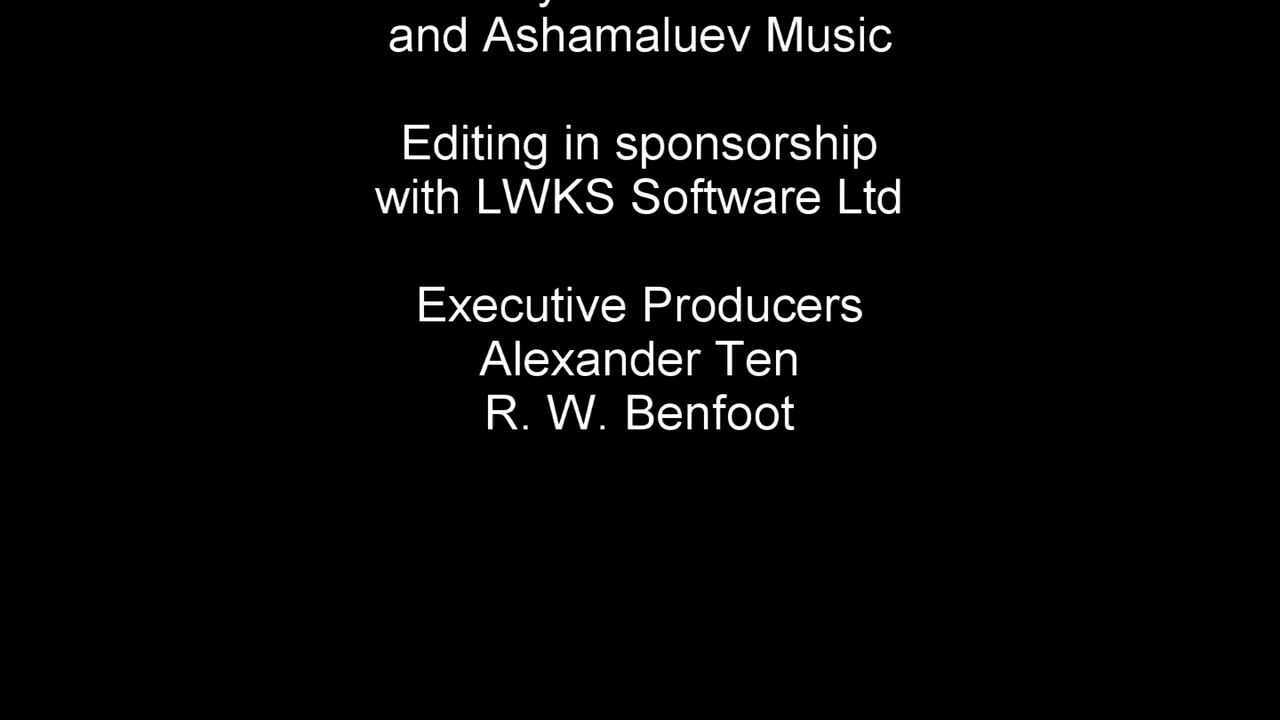 and Ashamaluev Music
Editing in sponsorship
with LWKS Software Ltd
Executive Producers
Alexander Ten
R. W. Benfoot